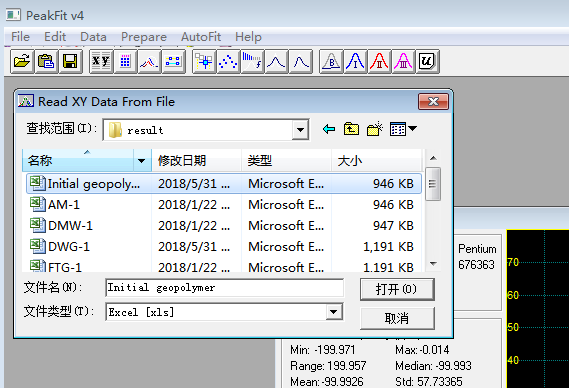 PeakFit v4
File Edit Data Prepare AutoFit Help
xy B I II III u
Read XY Data From File
查找范围(I): result
名称 修改日期 类型 大小
Initial geopoly... 2018/5/31 ... Microsoft E... 946 KB
AM-1 2018/1/22 ... Microsoft E... 946 KB
DMW-1 2018/1/22 ... Microsoft E... 947 KB
DWG-1 2018/5/31 ... Microsoft E... 1,191 KB
FTG-1 2018/1/22 ... Microsoft E... 1,191 KB
文件名(N): Initial geopolymer 打开(O)
文件类型(T): Excel [xls] 取消
Pentium
676363
70
60
50
40
Min: -199.971 Max:-0.014
Range: 199.957 Median: -99.993
Mean: -99.9926 Std: 57.73365